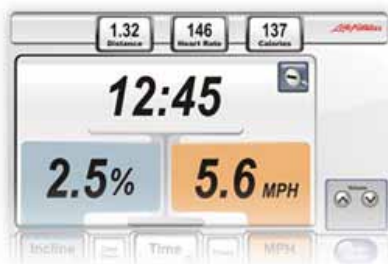 1.32 146 137
Distance Heart Rate Calories
LifeFitness
12:45
2.5% 5.6 MPH
Volume
Incline Time MPH